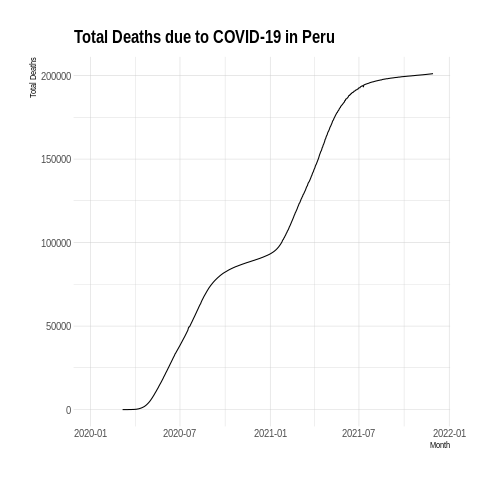 Total Deaths due to COVID-19 in Peru
Total Deaths
200000
150000
100000
50000
0
2020-01 2020-07 2021-01 2021-07 2022-01
Month